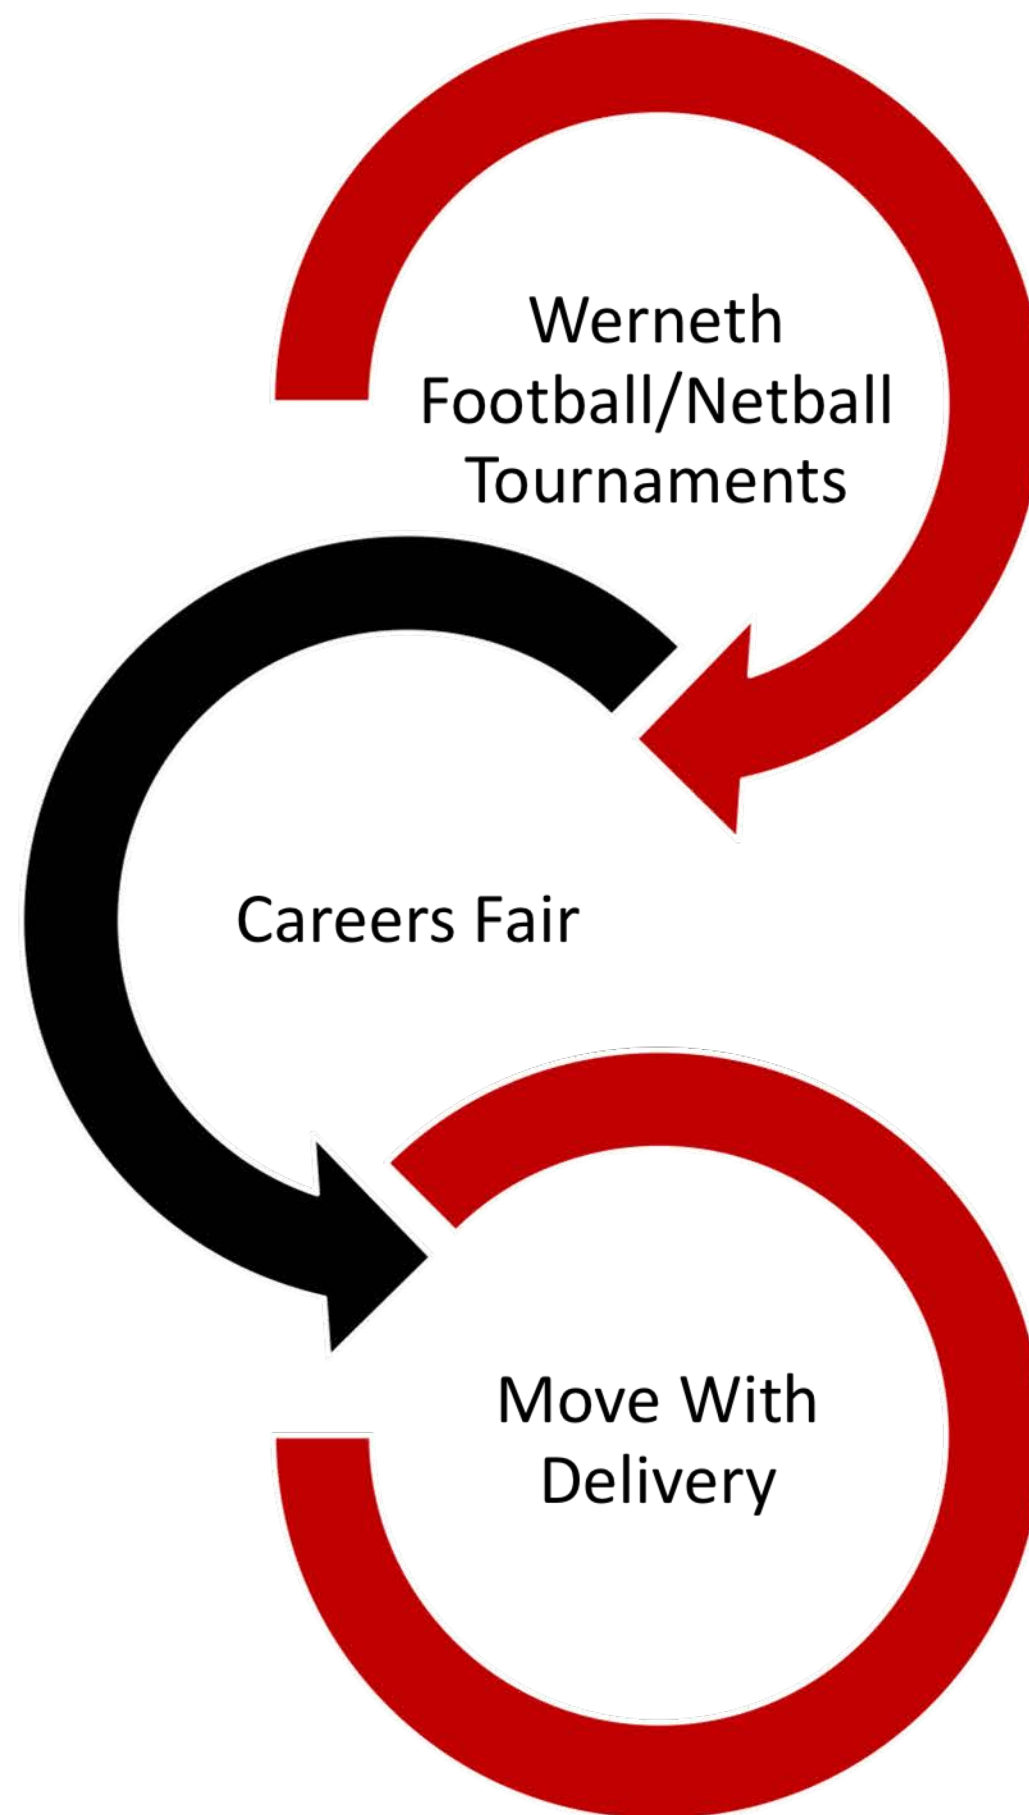 Werneth
Football/Netball
Tournaments
Careers Fair
Move With
Delivery